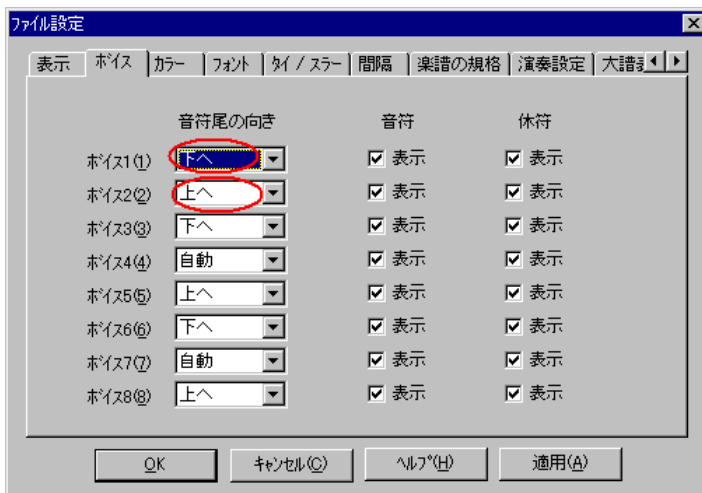 ファイル設定
表示 ボイス カラー フォント タイ / スラー 間隔 楽譜の規格 演奏設定 大譜
音符尾の向き 音符 休符
ボイス1(1) 下へ 表示 表示
ボイス2(2) 上へ 表示 表示
ボイス3(3) 下へ 表示 表示
ボイス4(4) 自動 表示 表示
ボイス5(5) 上へ 表示 表示
ボイス6(6) 下へ 表示 表示
ボイス7(7) 自動 表示 表示
ボイス8(8) 上へ 表示 表示
OK キャンセル(C) ヘルプ(H) 適用(A)